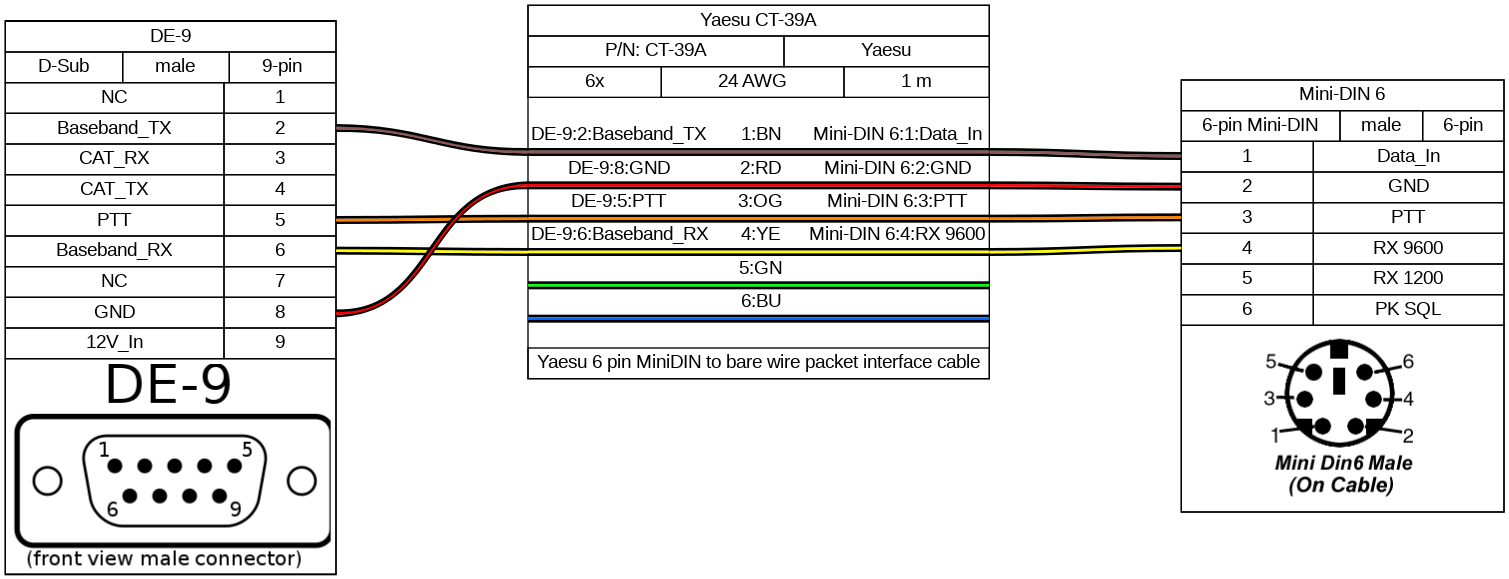 DE-9
D-Sub male 9-pin
NC 1
Baseband_TX 2
CAT_RX 3
CAT_TX 4
PTT 5
Baseband_RX 6
NC 7
GND 8
12V_In 9
DE-9
1 5
6 9
(front view male connector)
Yaesu CT-39A
P/N: CT-39A Yaesu
6x 24 AWG 1 m
DE-9:2:Baseband_TX 1:BN Mini-DIN 6:1:Data_In
DE-9:8:GND 2:RD Mini-DIN 6:2:GND
DE-9:5:PTT 3:OG Mini-DIN 6:3:PTT
DE-9:6:Baseband_RX 4:YE Mini-DIN 6:4:RX 9600
5:GN
6:BU
Yaesu 6 pin MiniDIN to bare wire packet interface cable
Mini-DIN 6
6-pin Mini-DIN male 6-pin
1 Data_In
2 GND
3 PTT
4 RX 9600
5 RX 1200
6 PK SQL
5 6
3 4
1 2
Mini Din6 Male
(On Cable)